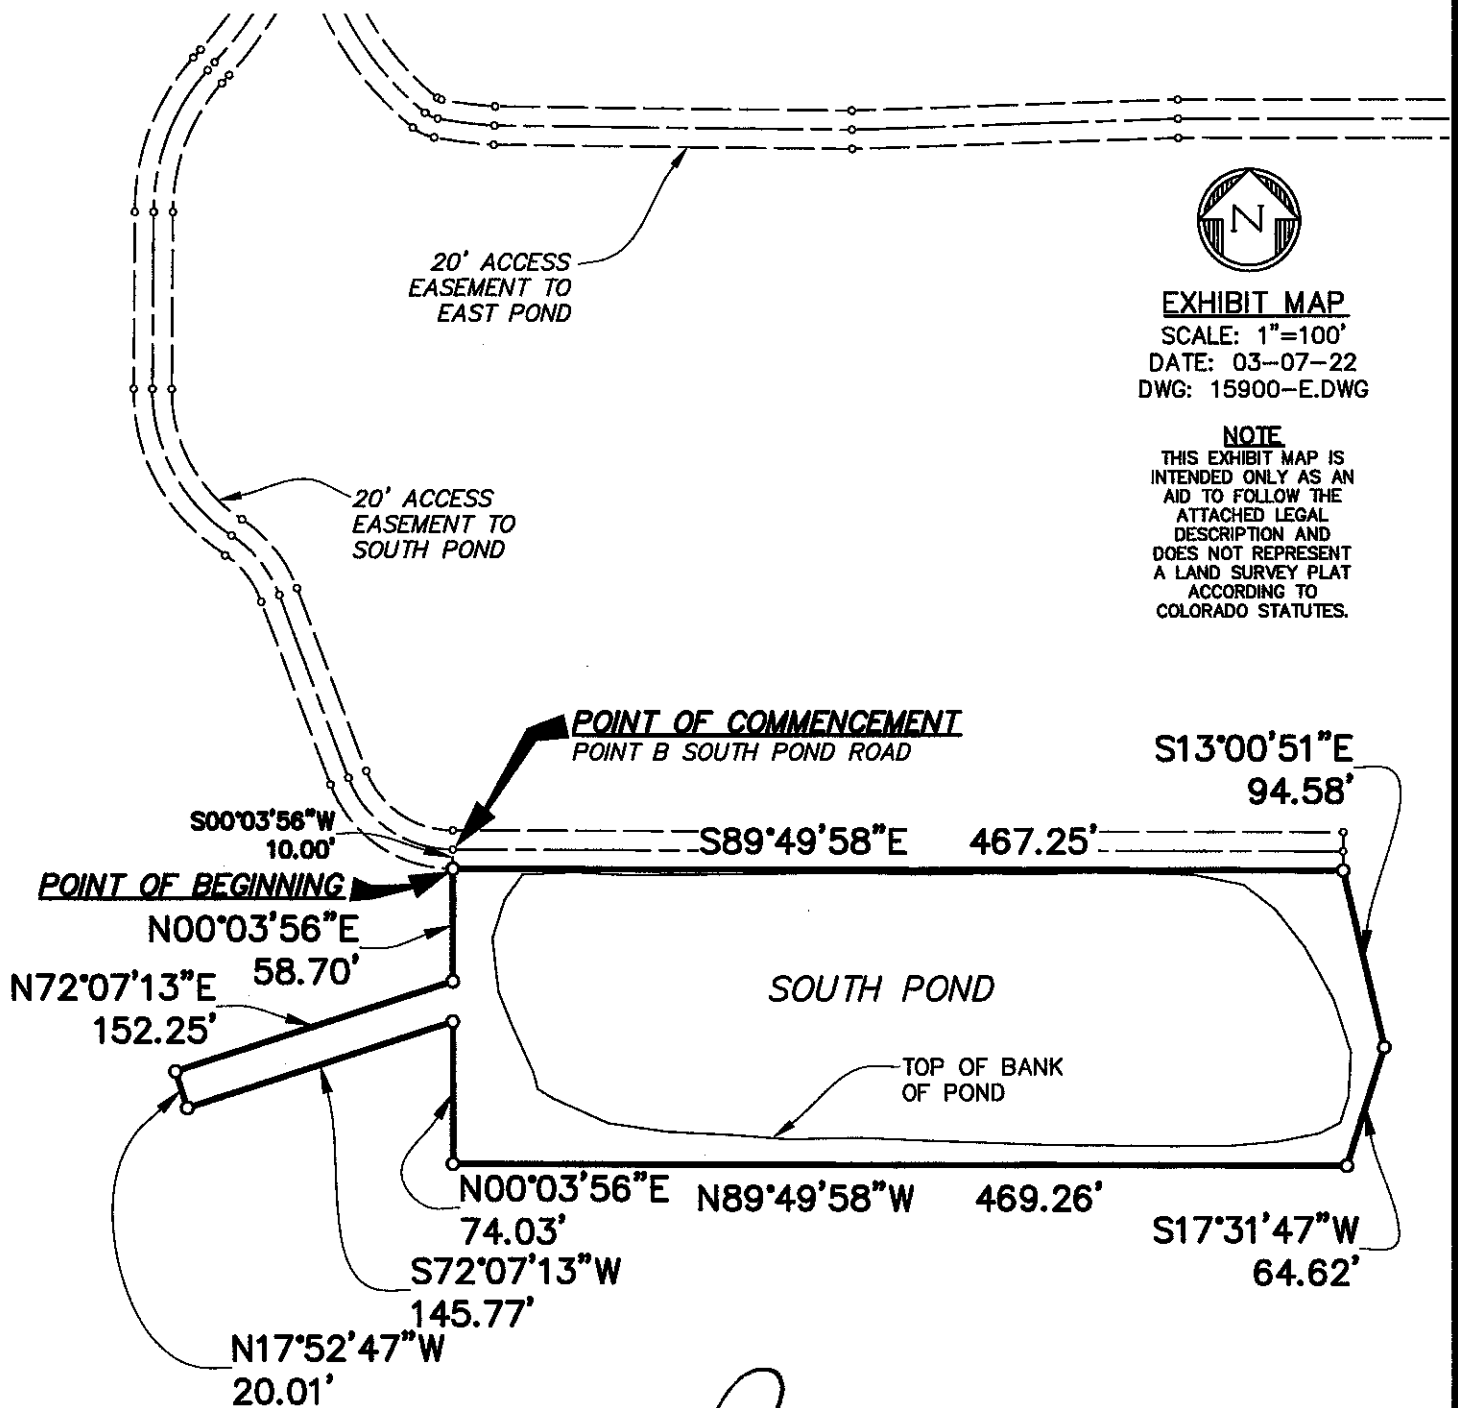 20' ACCESS
EASEMENT TO
EAST POND
N
EXHIBIT MAP
SCALE: 1"=100'
DATE: 03-07-22
DWG: 15900-E.DWG
NOTE
THIS EXHIBIT MAP IS
INTENDED ONLY AS AN
AID TO FOLLOW THE
ATTACHED LEGAL
DESCRIPTION AND
DOES NOT REPRESENT
A LAND SURVEY PLAT
ACCORDING TO
COLORADO STATUTES.
20' ACCESS
EASEMENT TO
SOUTH POND
POINT OF COMMENCEMENT
POINT B SOUTH POND ROAD
S13°00'51"E
94.58'
S00°03'56"W
10.00'
S89°49'58"E 467.25'
POINT OF BEGINNING
N00°03'56"E
58.70'
N72°07'13"E
152.25'
SOUTH POND
TOP OF BANK
OF POND
N00°03'56"E
74.03'
N89°49'58"W 469.26'
S17°31'47"W
64.62'
S72°07'13"W
145.77'
N17°52'47"W
20.01'